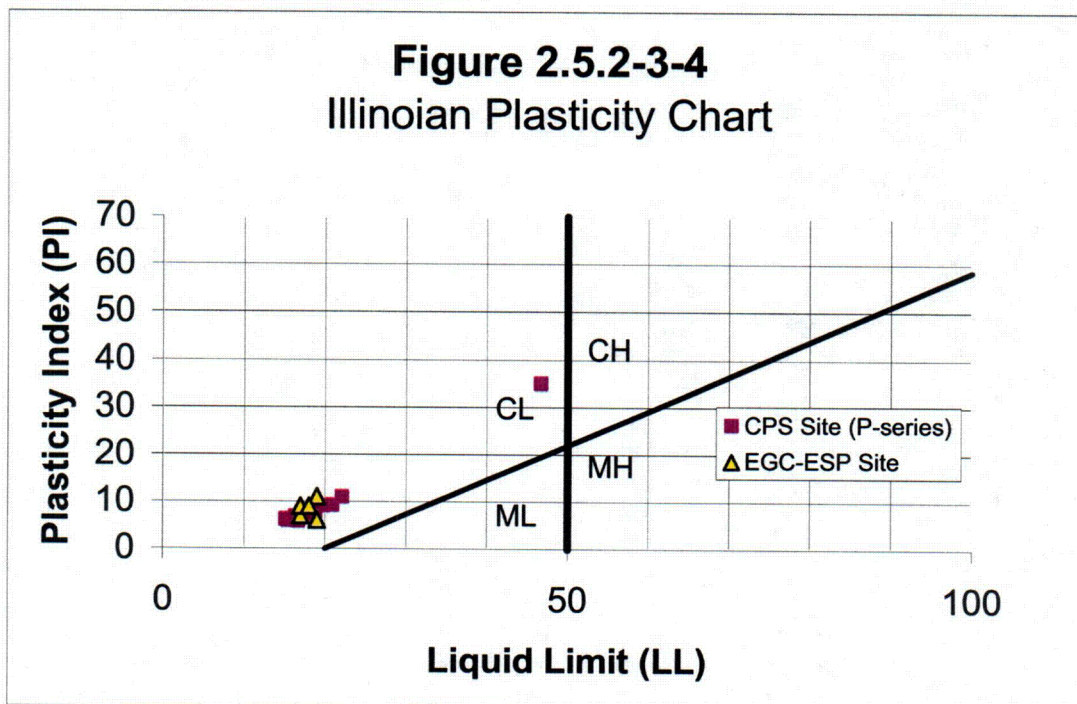 Figure 2.5.2-3-4
Illinoian Plasticity Chart
Plasticity Index (PI)
70
60
50
40
30
20
10
0
CH
CL
MH
ML
CPS Site (P-series)
EGC-ESP Site
0 50 100
Liquid Limit (LL)